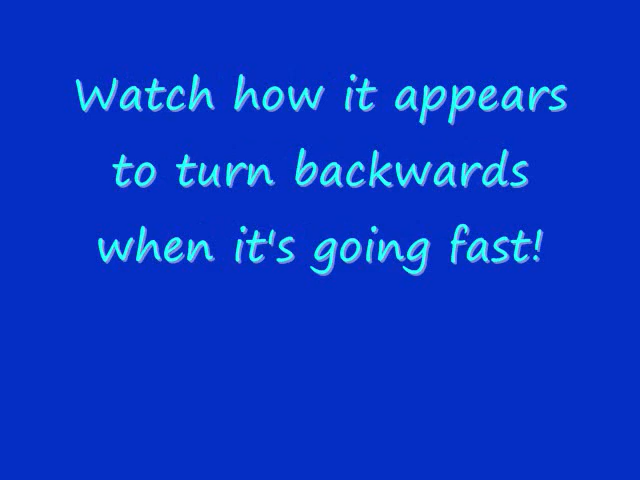 Watch how it appears
to turn backwards
when it's going fast!